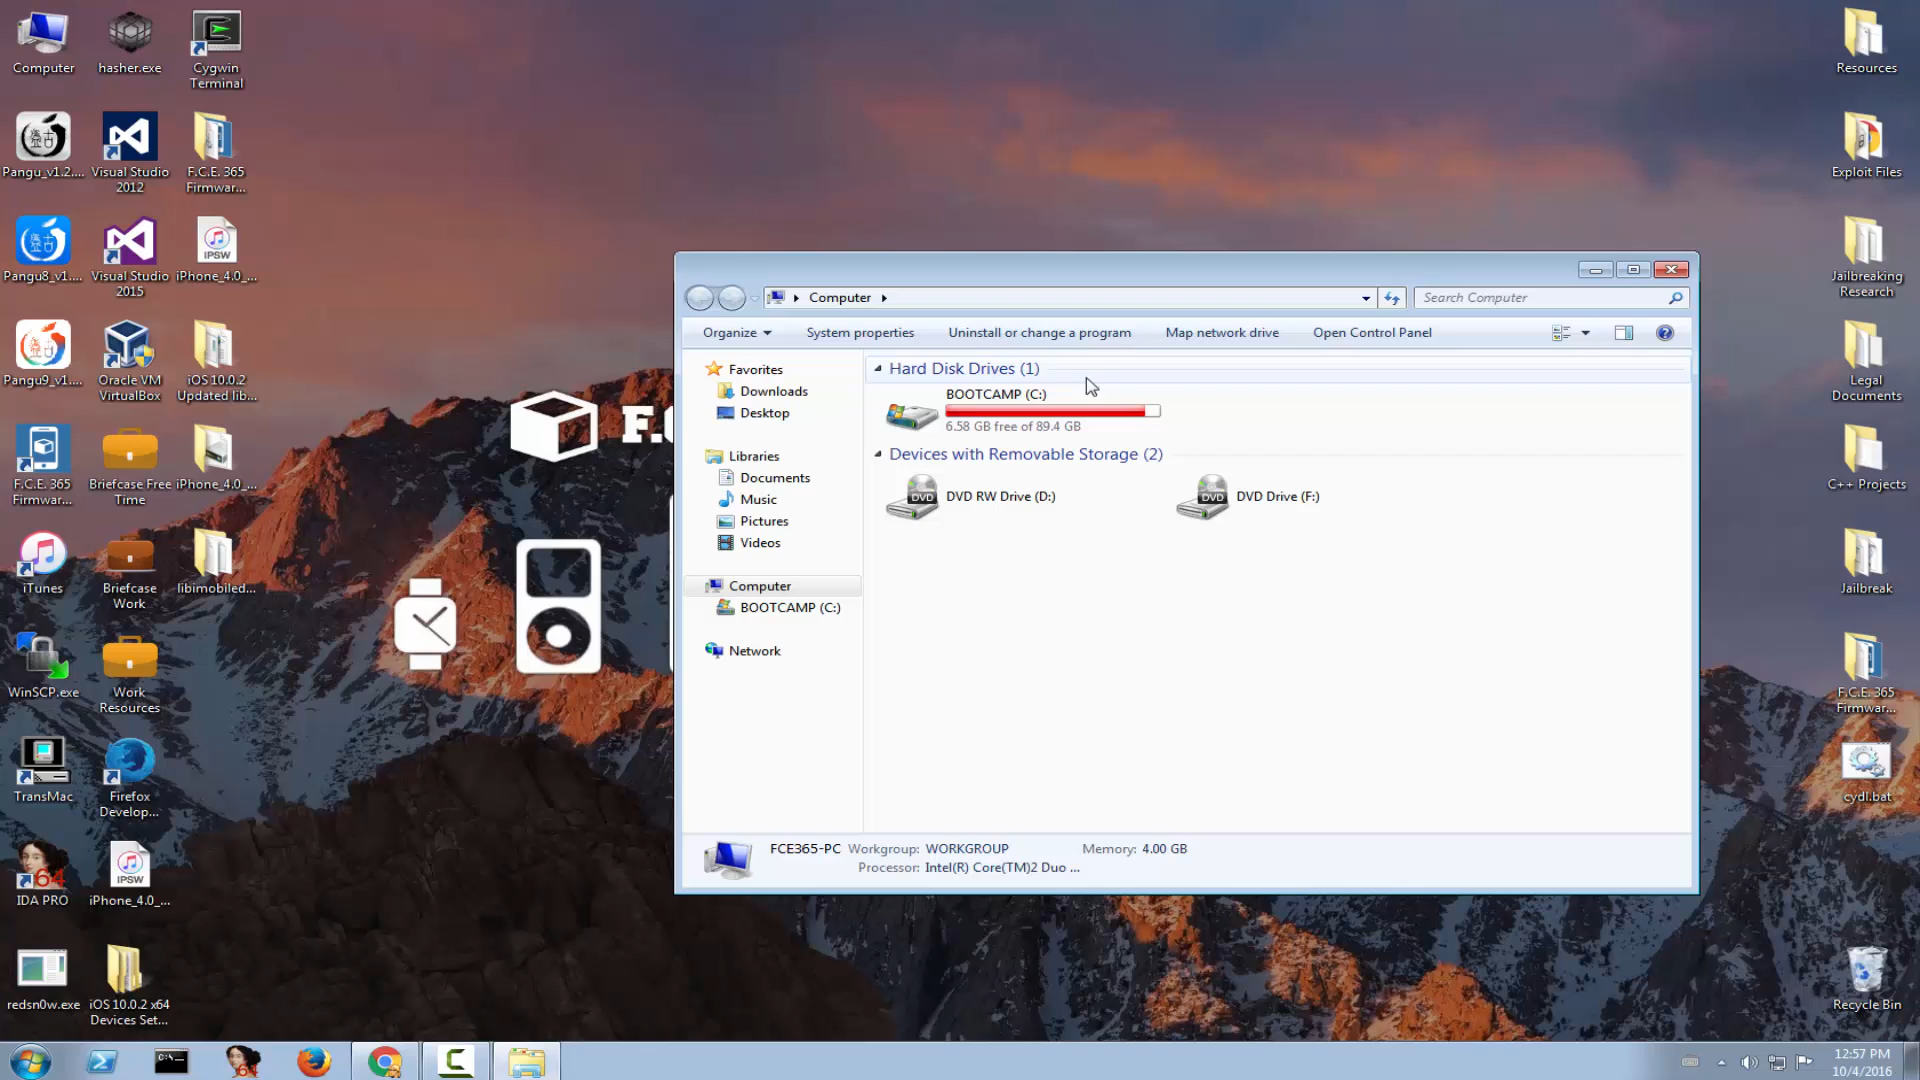 Computer
hasher.exe
Cygwin
Terminal
Pangu_v1.2....
Visual Studio
2012
F.C.E. 365
Firmwar...
Pangu8_v1....
Visual Studio
2015
IPSW
iPhone_4.0_...
Pangu9_v1....
Oracle VM
VirtualBox
iOS 10.0.2
Updated lib...
F.C.E. 365
Firmwar...
Briefcase Free
Time
iPhone_4.0_...
iTunes
Briefcase
Work
libimobiled...
WinSCP.exe
Work
Resources
TransMac
Firefox
Develop...
64
IDA PRO
IPSW
iPhone_4.0_...
redsn0w.exe
iOS 10.0.2 x64
Devices Set...
Computer
Search Computer
Organize
System properties
Uninstall or change a program
Map network drive
Open Control Panel
Favorites
Downloads
Desktop
Libraries
Documents
Music
Pictures
Videos
Computer
BOOTCAMP (C:)
Network
Hard Disk Drives (1)
BOOTCAMP (C:)
6.58 GB free of 89.4 GB
Devices with Removable Storage (2)
DVD
DVD RW Drive (D:)
DVD
DVD Drive (F:)
FCE365-PC Workgroup: WORKGROUP Memory: 4.00 GB
Processor: Intel(R) Core(TM)2 Duo ...
Resources
Exploit Files
Jailbreaking
Research
Legal
Documents
C++ Projects
Jailbreak
F.C.E. 365
Firmwar...
cydl.bat
Recycle Bin
C:\
64
12:57 PM
10/4/2016